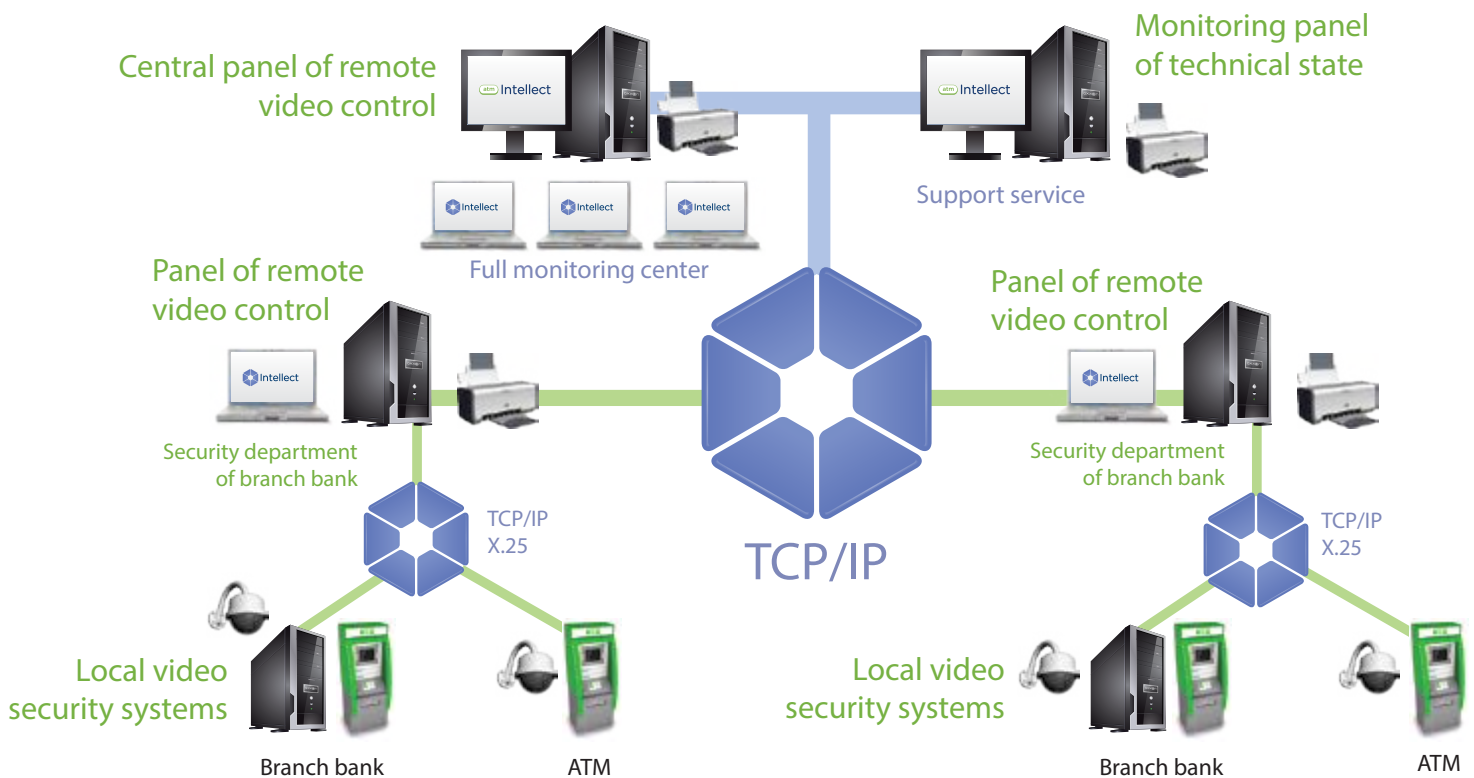 Central panel of remote
video control
atm Intellect
atm Intellect
Monitoring panel
of technical state
Support service
Intellect
Intellect
Intellect
Full monitoring center
Panel of remote
video control
Intellect
Security department
of branch bank
Panel of remote
video control
Intellect
Security department
of branch bank
TCP/IP
X.25
TCP/IP
TCP/IP
X.25
Local video
security systems
Branch bank
ATM
Local video
security systems
Branch bank
ATM